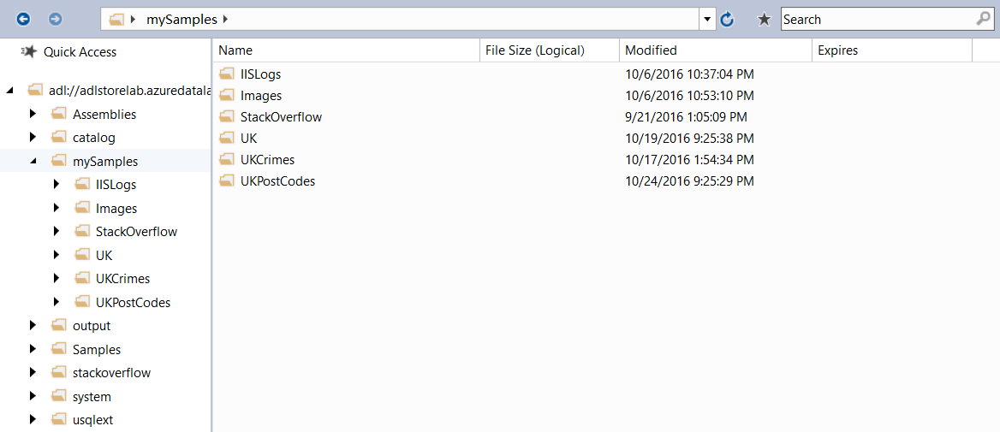 mySamples
Search
Quick Access
adl://adlstorelab.azuredatala
Assemblies
catalog
mySamples
IISLogs
Images
StackOverflow
UK
UKCrimes
UKPostCodes
output
Samples
stackoverflow
system
usqlext
Name File Size (Logical) Modified Expires
IISLogs 10/6/2016 10:37:04 PM
Images 10/6/2016 10:53:10 PM
StackOverflow 9/21/2016 1:05:09 PM
UK 10/19/2016 9:25:38 PM
UKCrimes 10/17/2016 1:54:34 PM
UKPostCodes 10/24/2016 9:25:29 PM